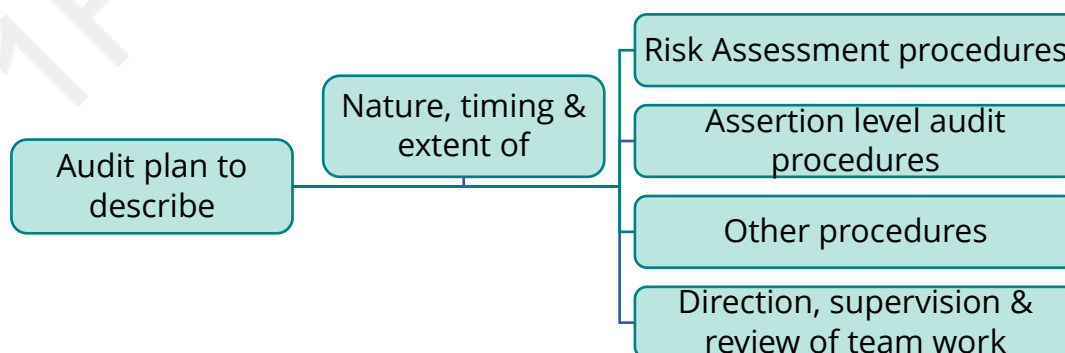 Audit plan to
describe
Nature, timing &
extent of
Risk Assessment procedures
Assertion level audit
procedures
Other procedures
Direction, supervision &
review of team work